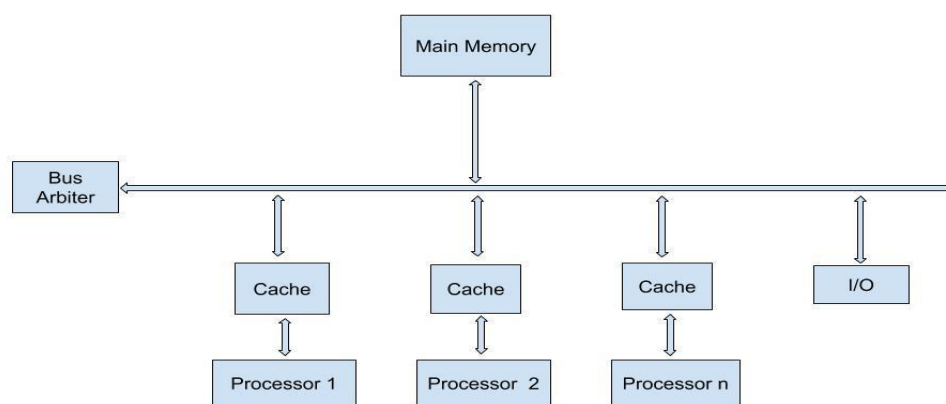 Main Memory
Bus
Arbiter
Cache
Cache
Cache
I/O
Processor 1
Processor 2
Processor n